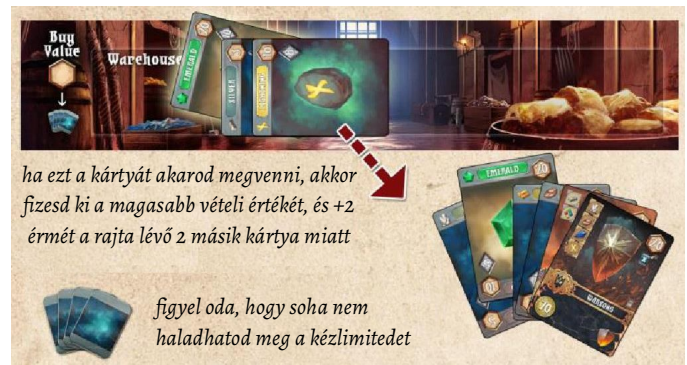 Buy
Value
Warehouse
EMERALD
SILVER
ha ezt a kártyát akarod megvenni, akkor
fizesd ki a magasabb vételi értékét, és +2
érmét a rajta lévő 2 másik kártya miatt
EMERALD
figyel oda, hogy soha nem
haladhatod meg a kézlimitedet